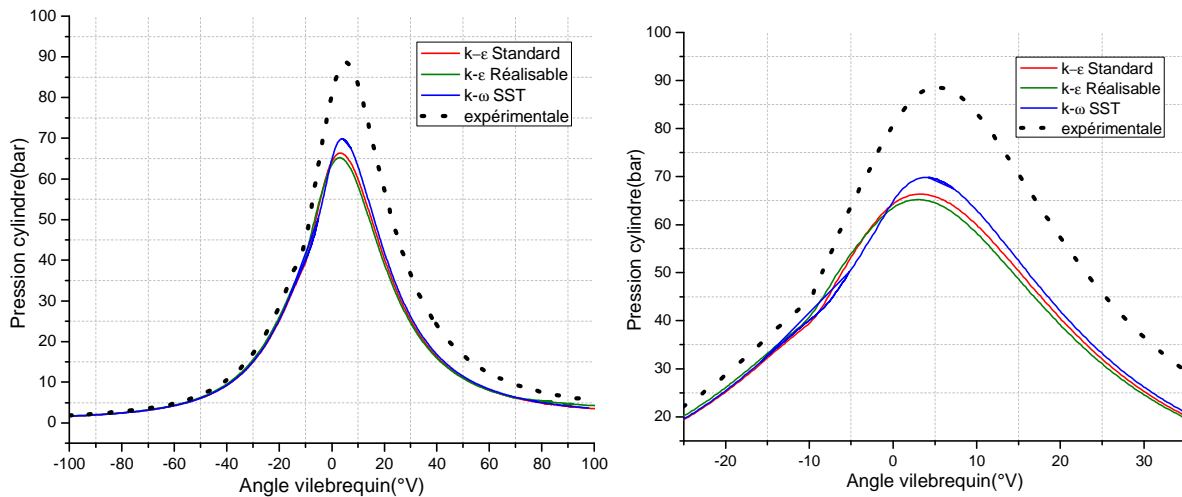 100
90
80
70
60
50
40
30
20
10
0
Pression cylindre(bar)
-100 -80 -60 -40 -20 0 20 40 60 80 100
Angle vilebrequin(°V)
k-ε Standard
k-ε Réalisable
k-ω SST
expérimentale
100
90
80
70
60
50
40
30
20
Pression cylindre(bar)
-20 -10 0 10 20 30
Angle vilebrequin(°V)
k-ε Standard
k-ε Réalisable
k-ω SST
expérimentale